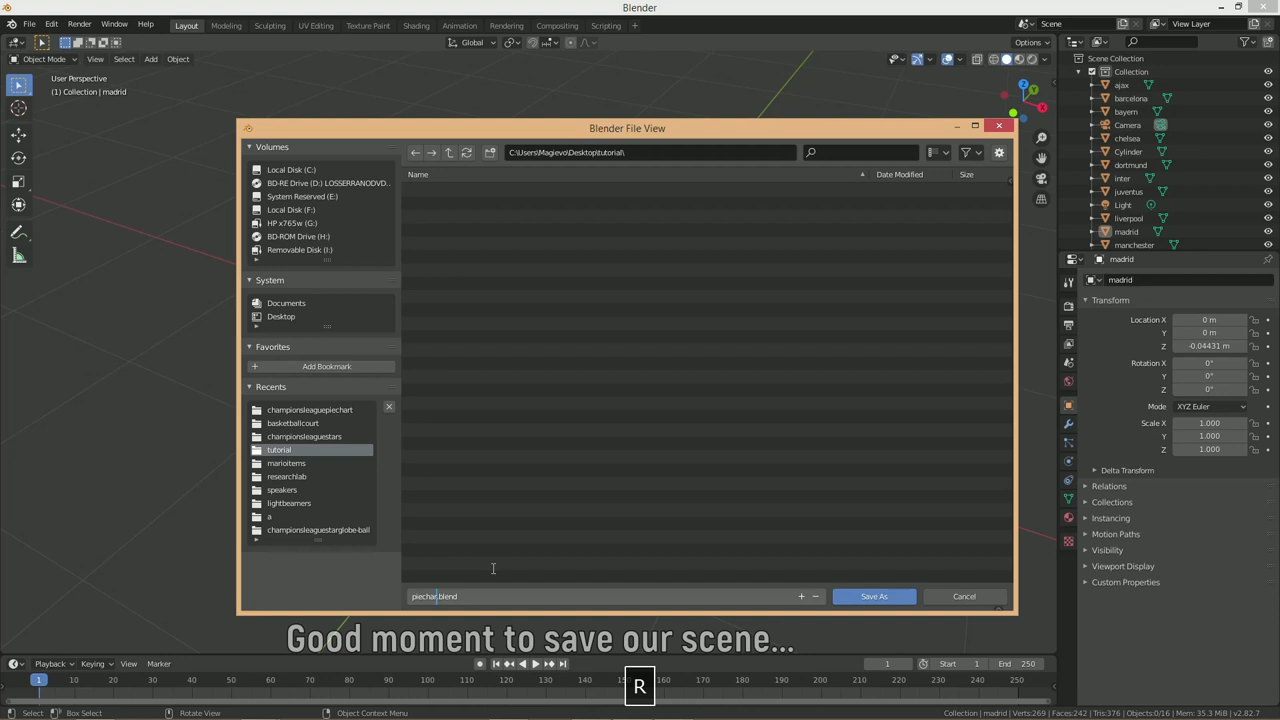 Blender
File Edit Render Window Help Layout Modeling Sculpting UV Editing Texture Paint Shading Animation Rendering Compositing Scripting + Scene View Layer
Global Options
Object Mode View Select Add Object
User Perspective
(1) Collection | madrid
Z
Y
X
Scene Collection
Collection
ajax
barcelona
bayern
Camera
chelsea
Cylinder
dortmund
inter
juventus
Light
liverpool
madrid
manchester
Blender File View
Volumes
Local Disk (C:)
BD-RE Drive (D:) LOSSERRANODVD...
System Reserved (E:)
Local Disk (F:)
HP x765w (G:)
BD-ROM Drive (H:)
Removable Disk (I:)
System
Documents
Desktop
Favorites
+ Add Bookmark
Recents
championsleaguepiechart
basketballcourt
championsleaguestars
tutorial
marioitems
researchlab
speakers
lightbeamers
a
championsleaguestarglobe-ball
C:\Users\Magievo\Desktop\tutorial\
Name Date Modified Size
piechar.blend + − Save As Cancel
madrid
madrid
Transform
Location X 0 m
Y 0 m
Z -0.04431 m
Rotation X 0°
Y 0°
Z 0°
Mode XYZ Euler
Scale X 1.000
Y 1.000
Z 1.000
Delta Transform
Relations
Collections
Instancing
Motion Paths
Visibility
Viewport Display
Custom Properties
Good moment to save our scene...
R
Playback Keying View Marker 1 Start 1 End 250
1 10 20 30 40 50 60 70 80 90 100 110 120 130 140 150 160 170 180 190 200 210 220 230 240 250
Select Box Select Rotate View Object Context Menu Collection | madrid | Verts:269 | Faces:242 | Tris:376 | Objects:0/16 | Mem: 35.3 MiB | v2.82.7